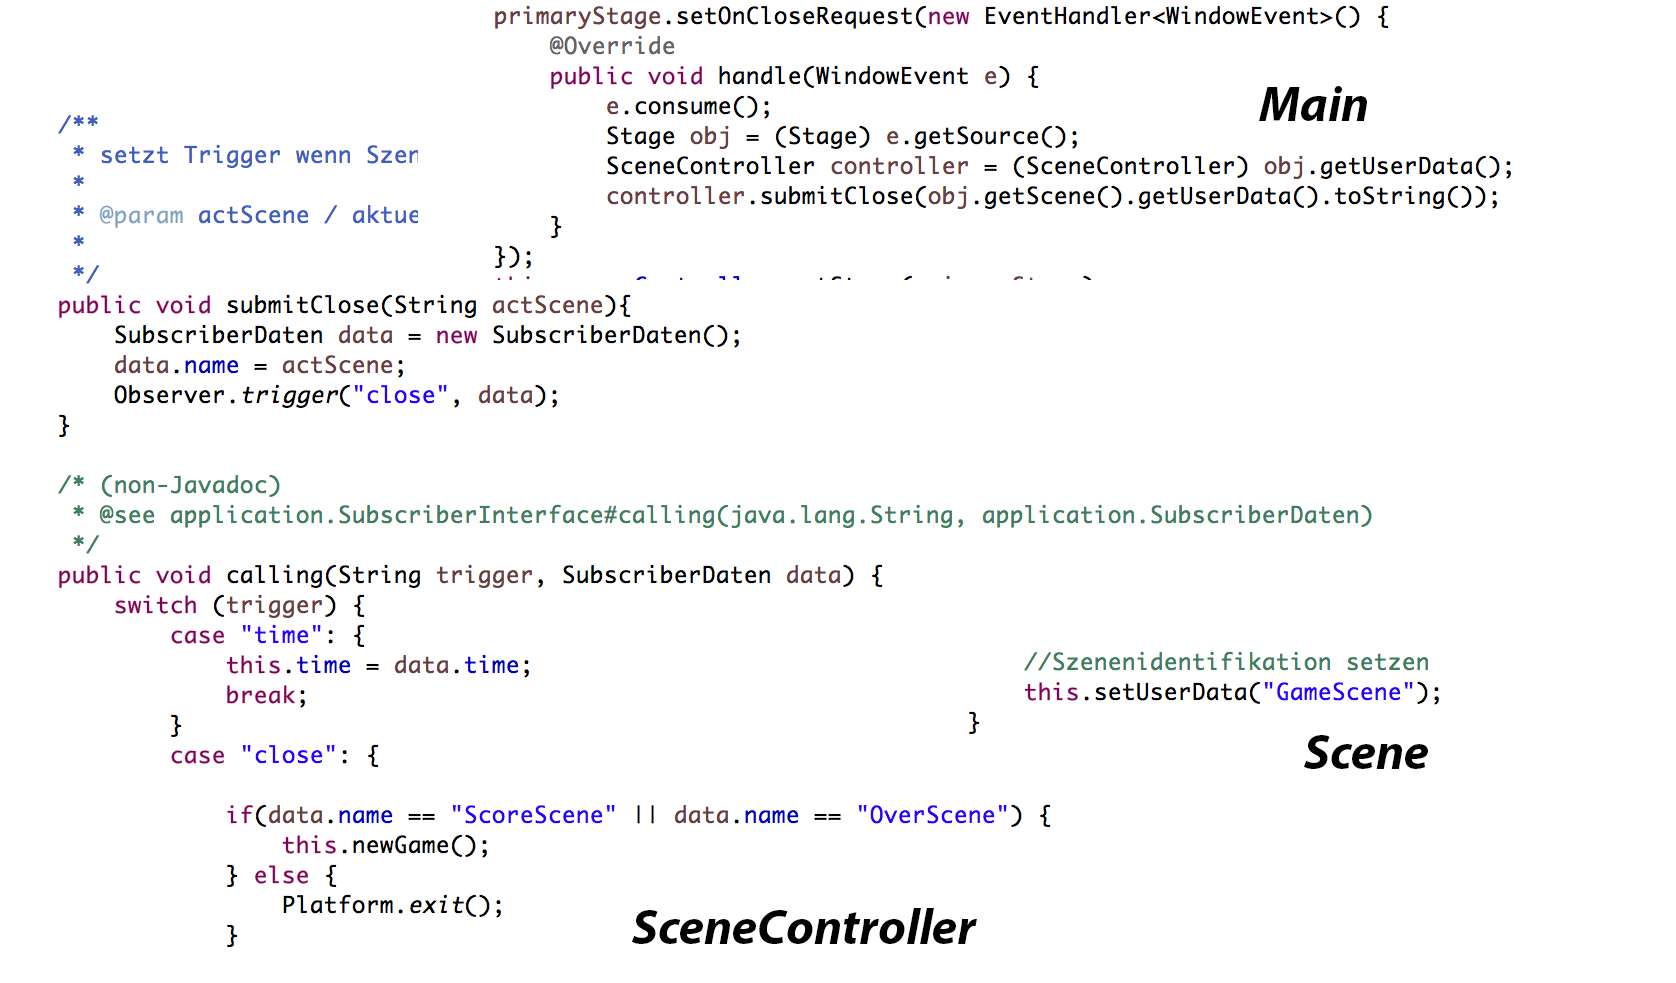 primaryStage.setOnCloseRequest(new EventHandler<WindowEvent>() {
    @Override
    public void handle(WindowEvent e) {
        e.consume();
        Stage obj = (Stage) e.getSource();
        SceneController controller = (SceneController) obj.getUserData();
        controller.submitClose(obj.getScene().getUserData().toString());
    }
});
Main
/**
 * setzt Trigger wenn
 *
 * @param actScene /
 *
 */
public void submitClose(String actScene){
    SubscriberDaten data = new SubscriberDaten();
    data.name = actScene;
    Observer.trigger("close", data);
}
/* (non-Javadoc)
 * @see application.SubscriberInterface#calling(java.lang.String, application.SubscriberDaten)
 */
public void calling(String trigger, SubscriberDaten data) {
    switch (trigger) {
        case "time": {
            this.time = data.time;
            break;
        }
        case "close": {
            if(data.name == "ScoreScene" || data.name == "OverScene") {
                this.newGame();
            } else {
                Platform.exit();
            }
SceneController
    //Szenenidentifikation setzen
    this.setUserData("GameScene");
}
Scene